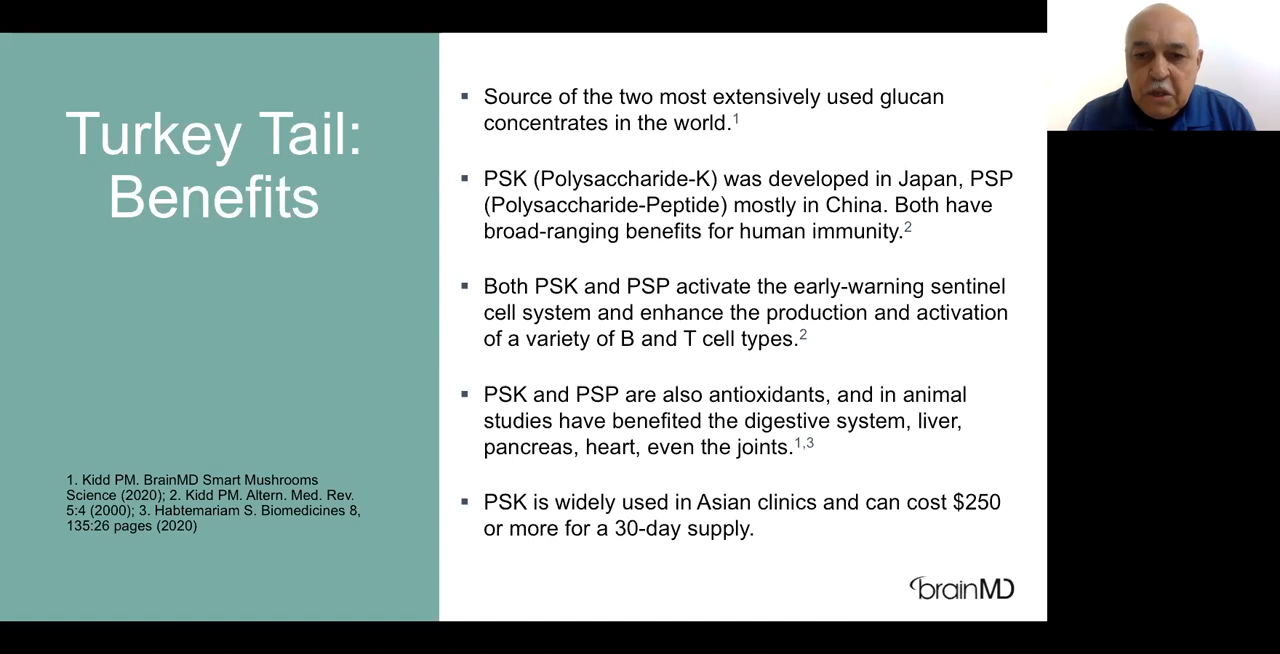 Turkey Tail:
Benefits
1. Kidd PM. BrainMD Smart Mushrooms
Science (2020); 2. Kidd PM. Altern. Med. Rev.
5:4 (2000); 3. Habtemariam S. Biomedicines 8,
135:26 pages (2020)
▪ Source of the two most extensively used glucan
concentrates in the world.1
▪ PSK (Polysaccharide-K) was developed in Japan, PSP
(Polysaccharide-Peptide) mostly in China. Both have
broad-ranging benefits for human immunity.2
▪ Both PSK and PSP activate the early-warning sentinel
cell system and enhance the production and activation
of a variety of B and T cell types.2
▪ PSK and PSP are also antioxidants, and in animal
studies have benefited the digestive system, liver,
pancreas, heart, even the joints.1,3
▪ PSK is widely used in Asian clinics and can cost $250
or more for a 30-day supply.
brainMD